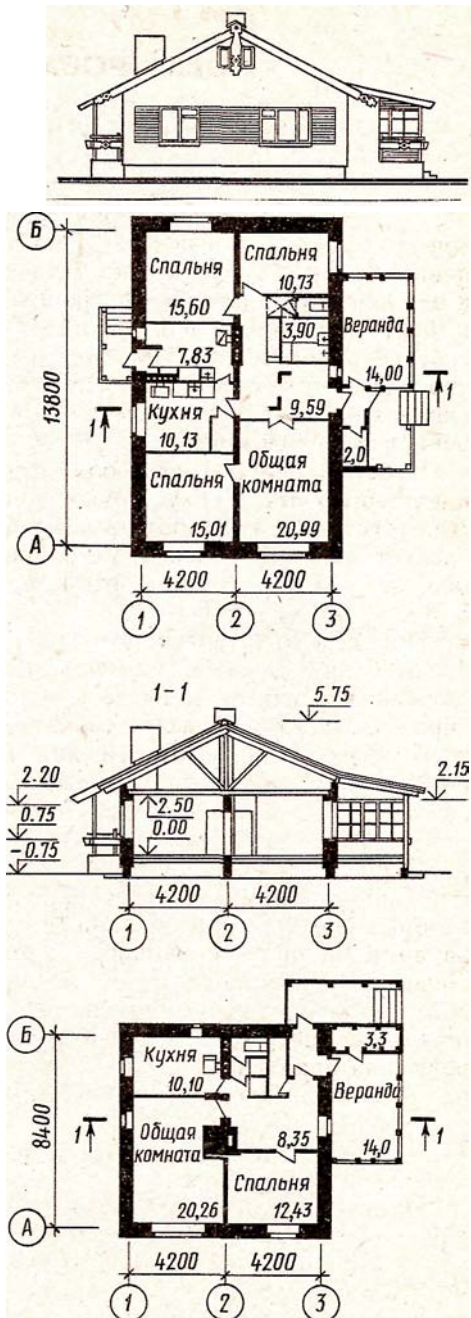 Б
Спальня
Спальня
10,73
15,60
3,90
Веранда
7,83
14,00
1
13800
1
Кухня
9,59
10,13
2,0
Спальня
Общая
комната
15,01
20,99
А
4200
4200
1
2
3
1-1
5.75
2.20
2.15
0.75
2.50
0.00
-0.75
4200
4200
1
2
3
Б
Кухня
3,3
10,10
Веранда
8400
1
1
Общая
комната
8,35
14,0
Спальня
20,26
12,43
А
4200
4200
1
2
3